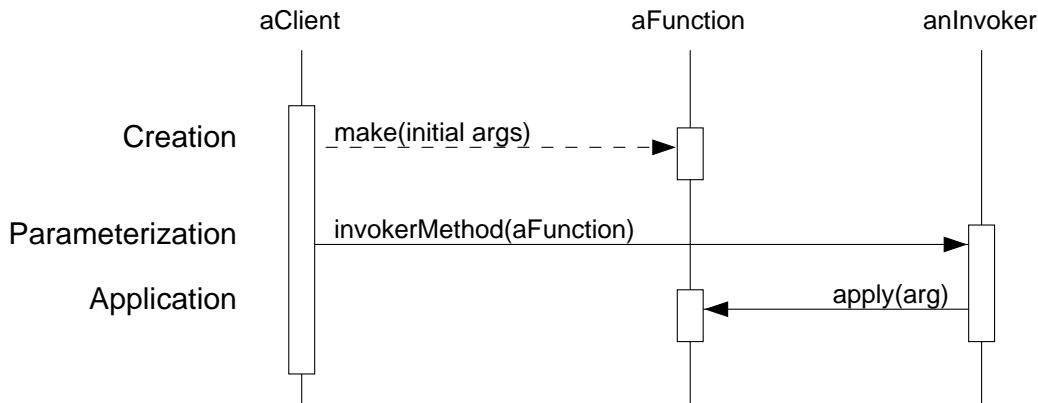 aClient aFunction anInvoker
Creation make(initial args)
Parameterization invokerMethod(aFunction)
Application apply(arg)